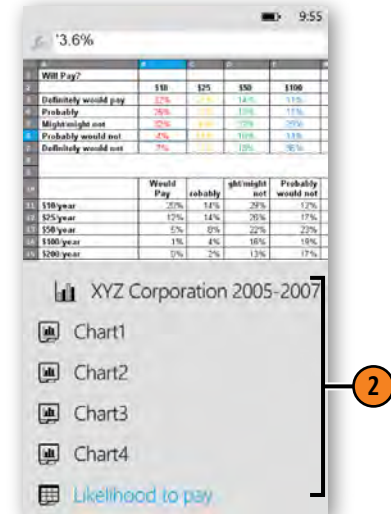 9:55
'3.6%
Will Pay?
$10 $25 $50 $100
Definitely would pay
Probably
Might/might not
Probably would not 4%
Definitely would not 7%
Would Pay robably ght/might not Probably would not
$10/year 20% 14% 29% 12%
$25/year 12% 14% 26% 17%
$50/year 5% 8% 22% 23%
$100/year 1% 4% 16% 19%
$200/year 0% 2% 13% 17%
XYZ Corporation 2005-2007
Chart1
Chart2
Chart3
Chart4
Likelihood to pay
2